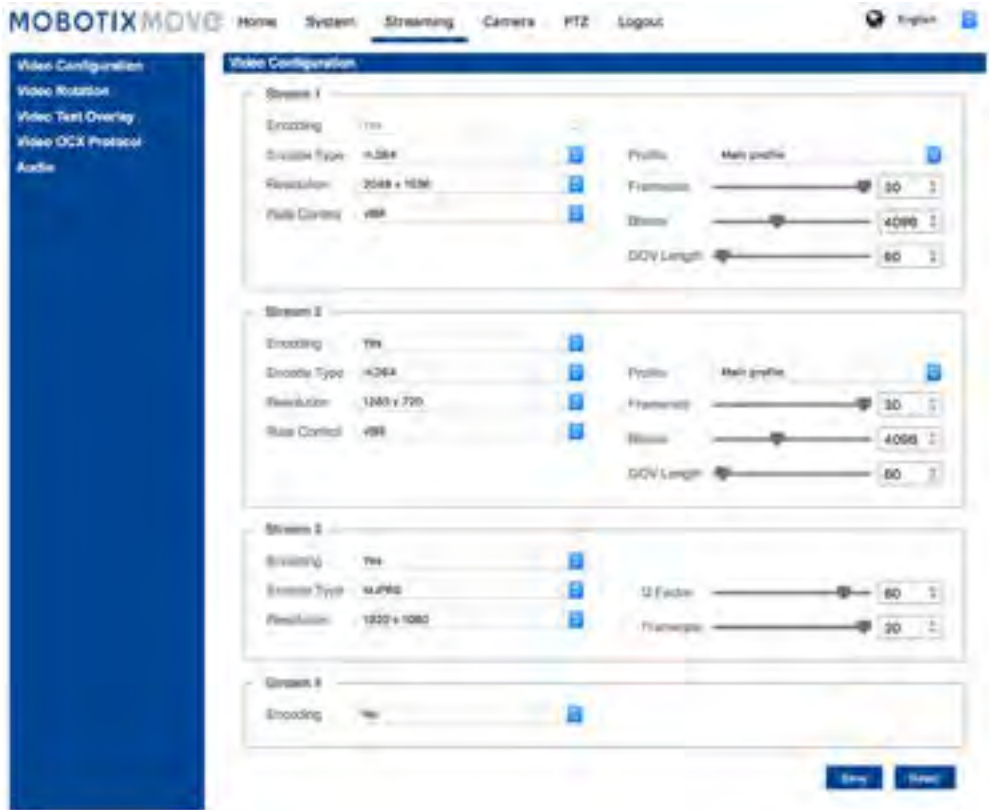 MOBOTIX MOVE Home System Streaming Camera PTZ Logout English
Video Configuration
Video Rotation
Video Text Overlay
Video OCX Protocol
Audio
Video Configuration
Stream 1
Encoding Yes
Encode Type H.264 Profile Main profile
Resolution 2048 x 1536 Framerate 30
Rate Control VBR Bitrate 4096
GOV Length 60
Stream 2
Encoding Yes
Encode Type H.264 Profile Main profile
Resolution 1280 x 720 Framerate 30
Rate Control VBR Bitrate 4096
GOV Length 60
Stream 3
Encoding Yes
Encode Type MJPEG Q Factor
Resolution 1920 x 1080 Framerate
Stream 4
Encoding
Save Reset